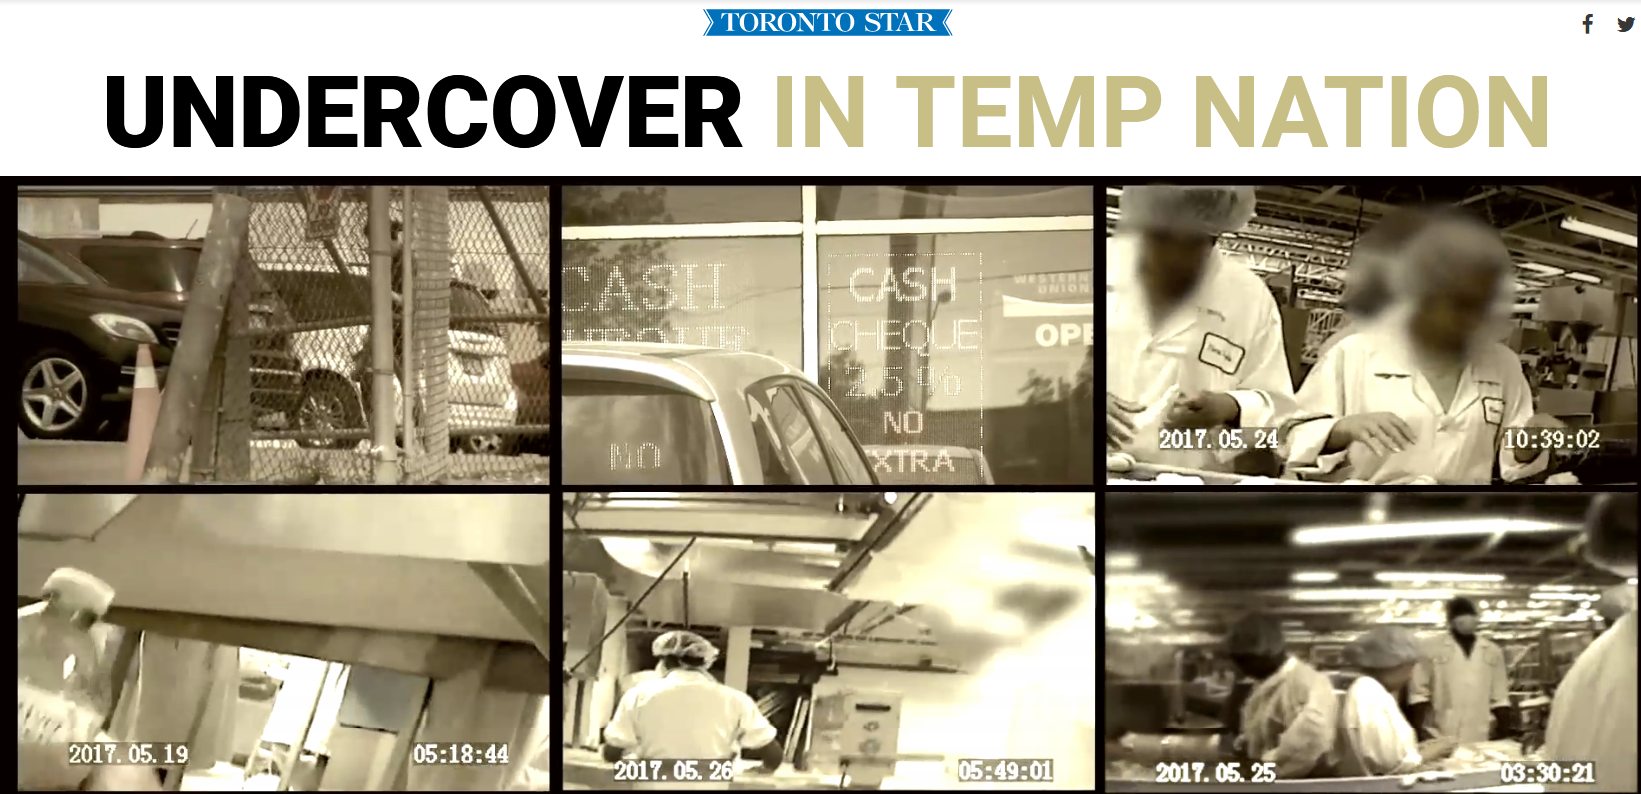 TORONTO STAR
UNDERCOVER IN TEMP NATION
CASH
NO
CASH
CHEQUE
2.5%
NO
EXTRA
WESTERN
UNION
OPE
2017.05.24
10:39:02
2017.05.19
05:18:44
2017.05.26
05:49:01
2017.05.25
03:30:21